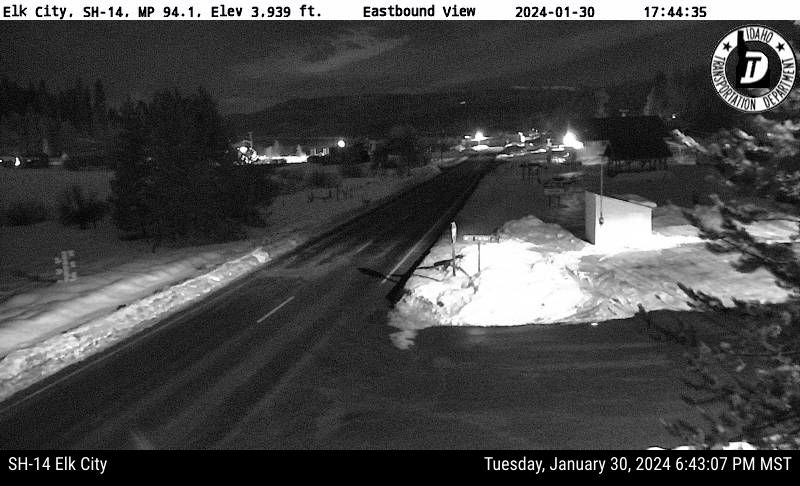 Elk City, SH-14, MP 94.1, Elev 3,939 ft. Eastbound View 2024-01-30 17:44:35
IDAHO
TRANSPORTATION DEPARTMENT
SH-14 Elk City Tuesday, January 30, 2024 6:43:07 PM MST